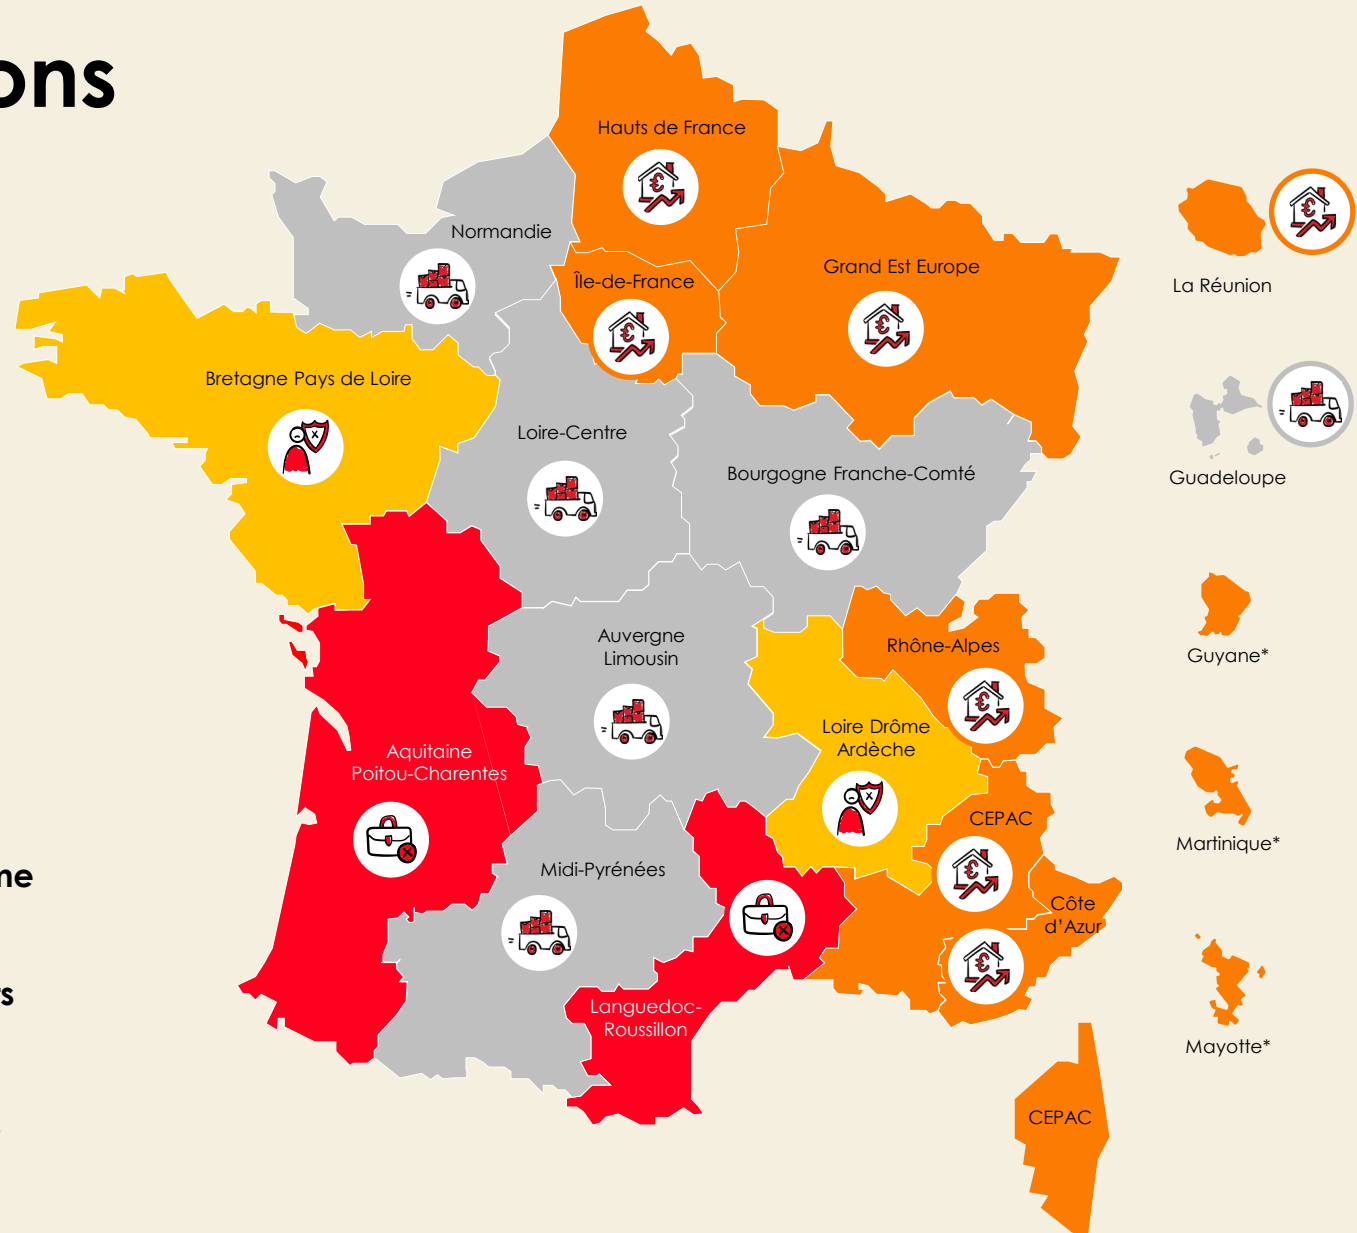 ons
Hauts de France
Normandie
Île-de-France
Grand Est Europe
La Réunion
Bretagne Pays de Loire
Loire-Centre
Bourgogne Franche-Comté
Guadeloupe
Auvergne
Limousin
Rhône-Alpes
Guyane*
Loire Drôme
Ardèche
Aquitaine
Poitou-Charentes
CEPAC
Martinique*
Midi-Pyrénées
me
Côte
d'Azur
ts
Languedoc-
Roussillon
Mayotte*
CEPAC